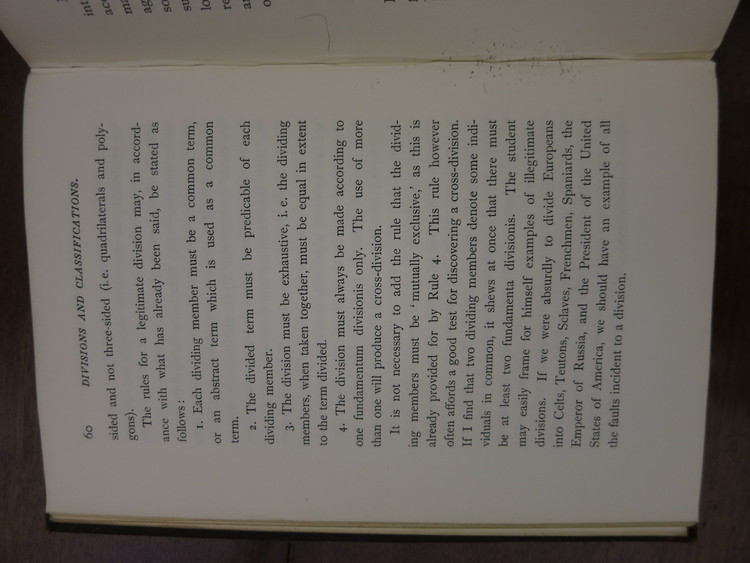 60 DIVISIONS AND CLASSIFICATIONS.
sided and not three-sided (i.e. quadrilaterals and poly-
gons).
The rules for a legitimate division may, in accord-
ance with what has already been said, be stated as
follows:
1. Each dividing member must be a common term,
or an abstract term which is used as a common
term.
2. The divided term must be predicable of each
dividing member.
3. The division must be exhaustive, i. e. the dividing
members, when taken together, must be equal in extent
to the term divided.
4. The division must always be made according to
one fundamentum divisionis only. The use of more
than one will produce a cross-division.
It is not necessary to add the rule that the divid-
ing members must be 'mutually exclusive,' as this is
already provided for by Rule 4. This rule however
often affords a good test for discovering a cross-division.
If I find that two dividing members denote some indi-
viduals in common, it shews at once that there must
be at least two fundamenta divisionis. The student
may easily frame for himself examples of illegitimate
divisions. If we were absurdly to divide Europeans
into Celts, Teutons, Sclaves, Frenchmen, Spaniards, the
Emperor of Russia, and the President of the United
States of America, we should have an example of all
the faults incident to a division.